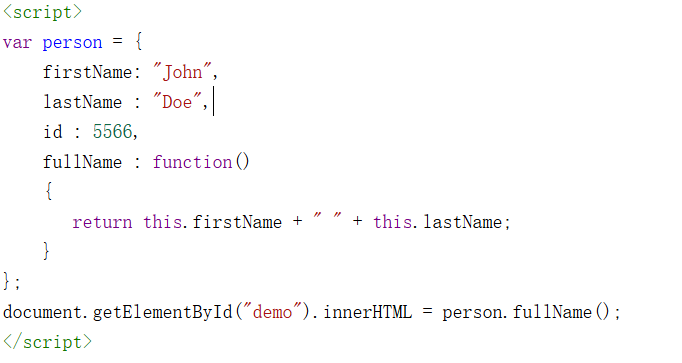 <script>
var person = {
    firstName: "John",
    lastName : "Doe",
    id : 5566,
    fullName : function()
    {
       return this.firstName + " " + this.lastName;
    }
};
document.getElementById("demo").innerHTML = person.fullName();
</script>